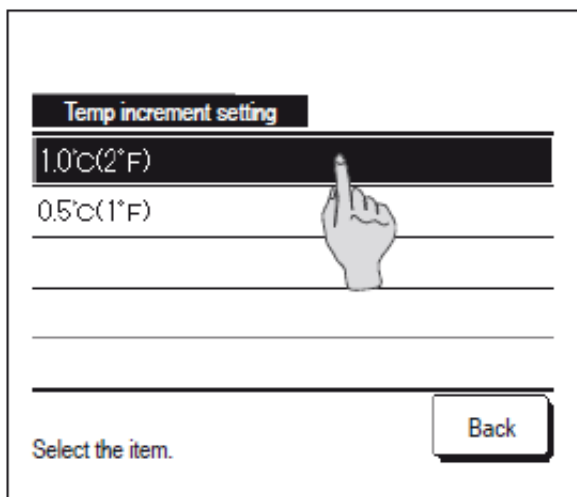 Temp increment setting
1.0°C(2°F)
0.5°C(1°F)
Back
Select the item.